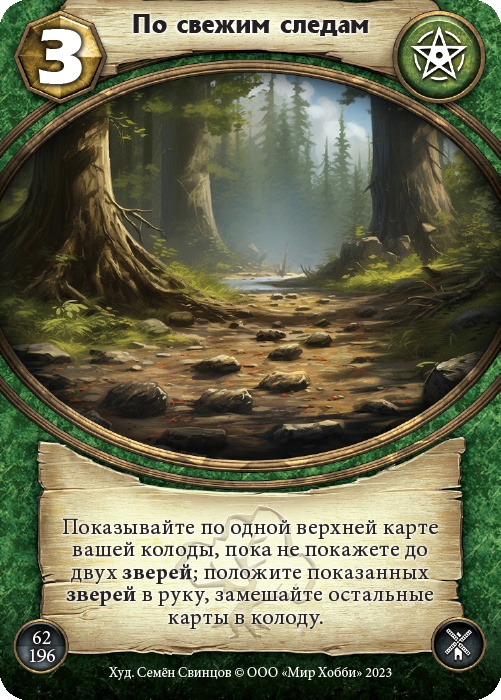 3
По свежим следам
Показывайте по одной верхней карте
вашей колоды, пока не покажете до
двух зверей; положите показанных
зверей в руку, замешайте остальные
карты в колоду.
62
196
Худ. Семён Свинцов © ООО «Мир Хобби» 2023